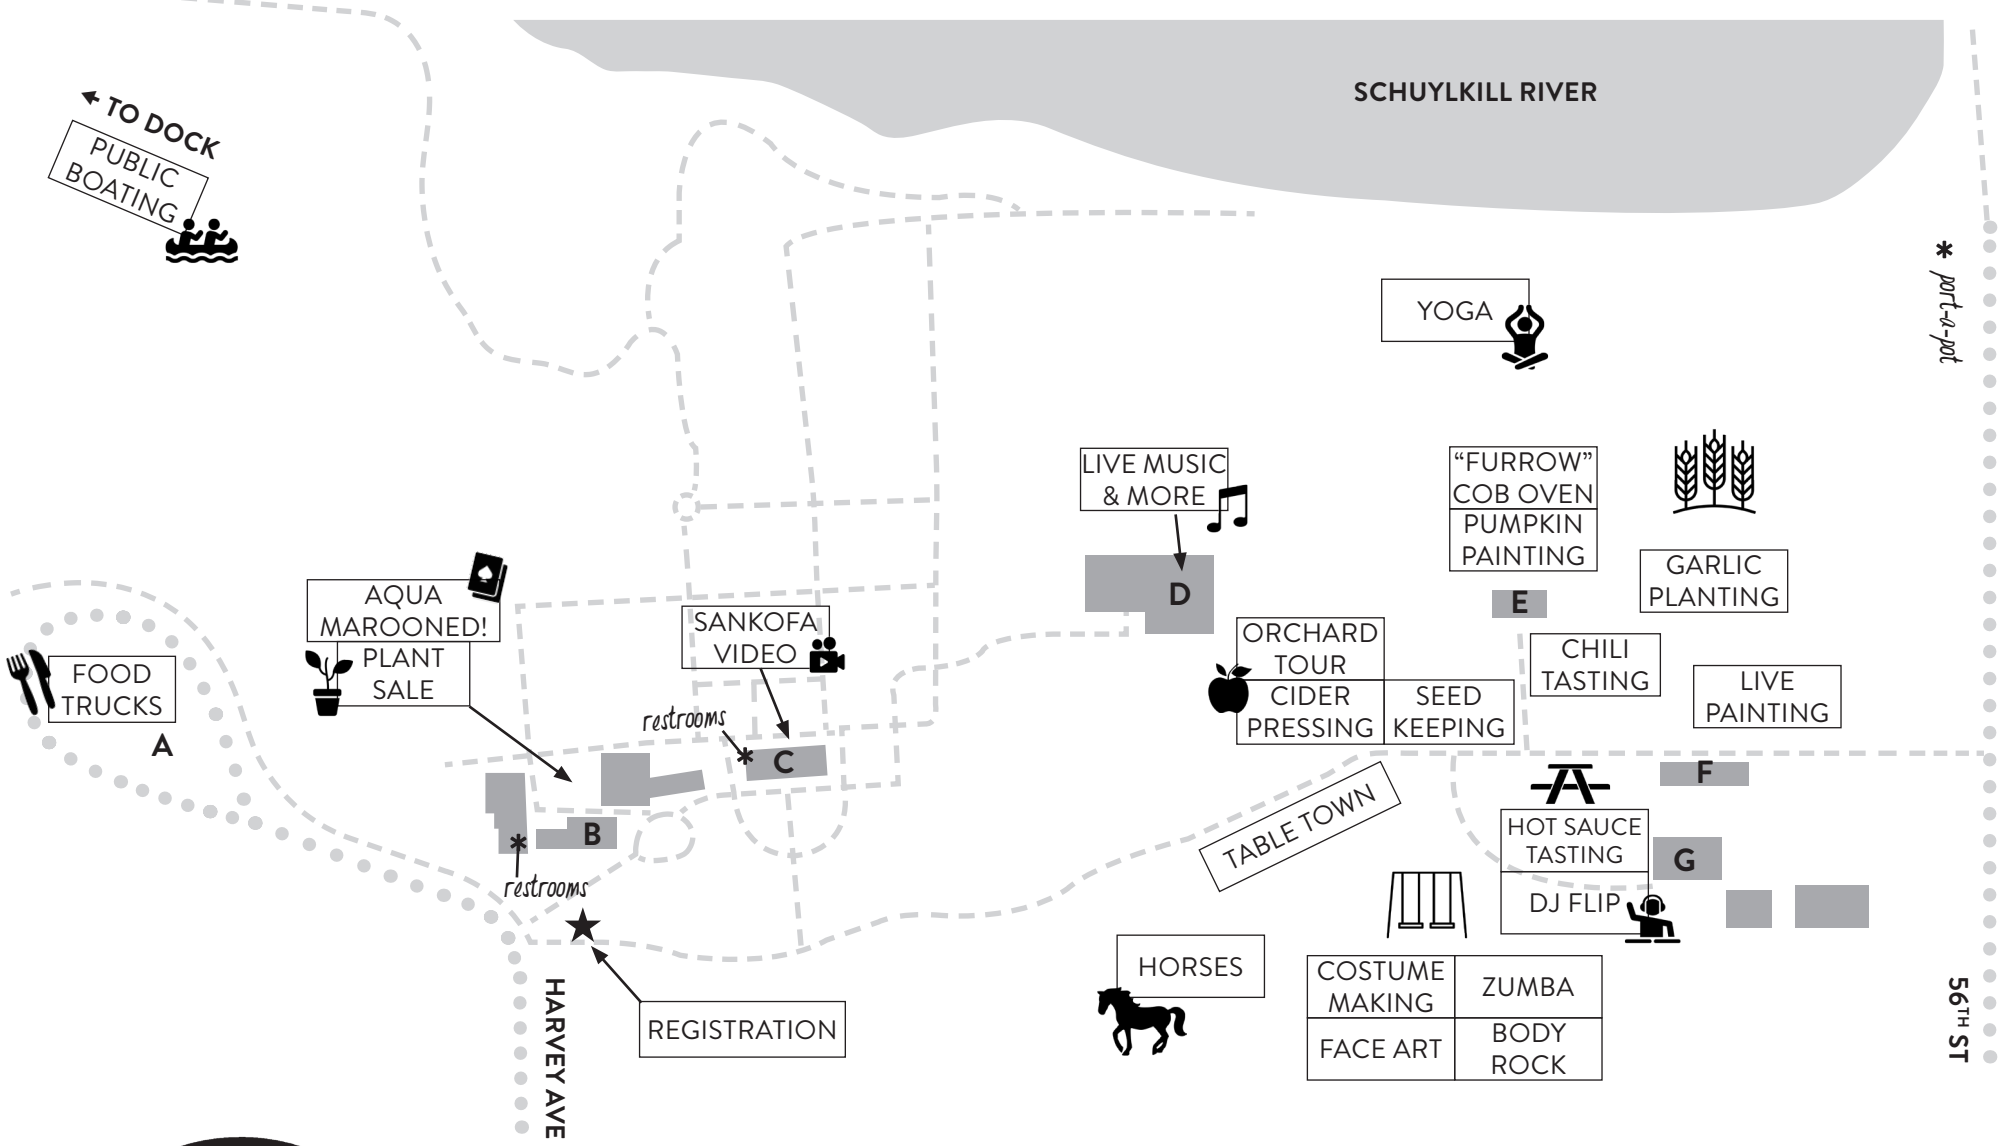 SCHUYLKILL RIVER
TO DOCK
PUBLIC
BOATING
* port-a-pot
YOGA
LIVE MUSIC
& MORE
“FURROW”
COB OVEN
PUMPKIN
PAINTING
GARLIC
PLANTING
D
E
AQUA
MAROONED!
PLANT
SALE
SANKOFA
VIDEO
ORCHARD
TOUR
CIDER
PRESSING
SEED
KEEPING
CHILI
TASTING
LIVE
PAINTING
FOOD
TRUCKS
A
restrooms
*
C
F
TABLE TOWN
HOT SAUCE
TASTING
G
B
*
restrooms
DJ FLIP
HORSES
COSTUME
MAKING
ZUMBA
FACE ART
BODY
ROCK
REGISTRATION
HARVEY AVE
56TH ST